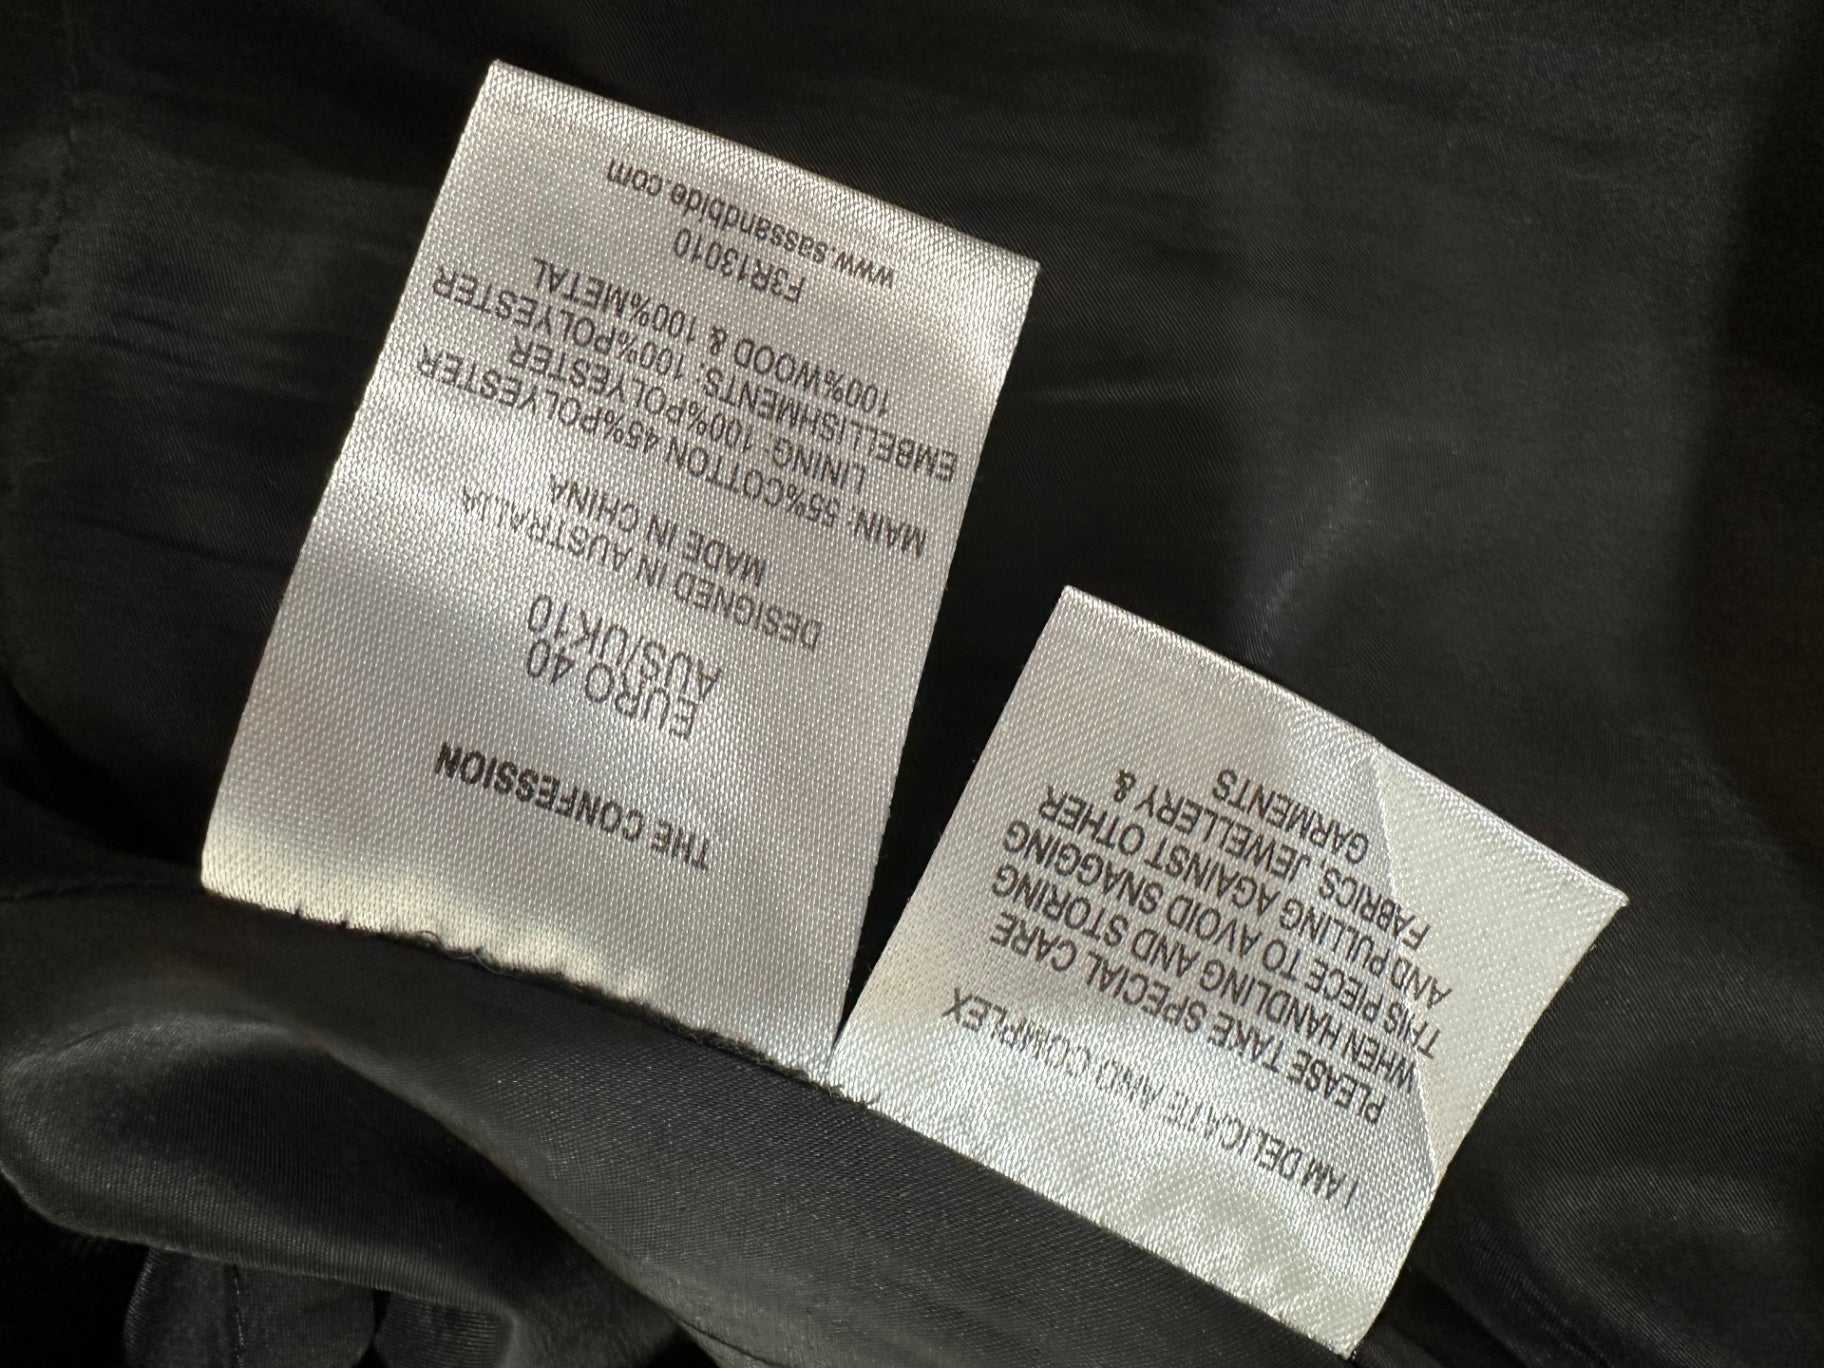 THE CONFESSION
EURO 40
AUS/UK10
DESIGNED IN AUSTRALIA
MADE IN CHINA
MAIN: 55%COTTON 45%POLYESTER
LINING: 100%POLYESTER
EMBELLISHMENTS: 100%POLYESTER
100%WOOD & 100%METAL
F3R13010
www.sassandbide.com
I AM DELICATE AND COMPLEX
PLEASE TAKE SPECIAL CARE
WHEN HANDLING AND STORING
THIS PIECE TO AVOID SNAGGING
AND PULLING AGAINST OTHER
FABRICS, JEWELLERY &
GARMENTS